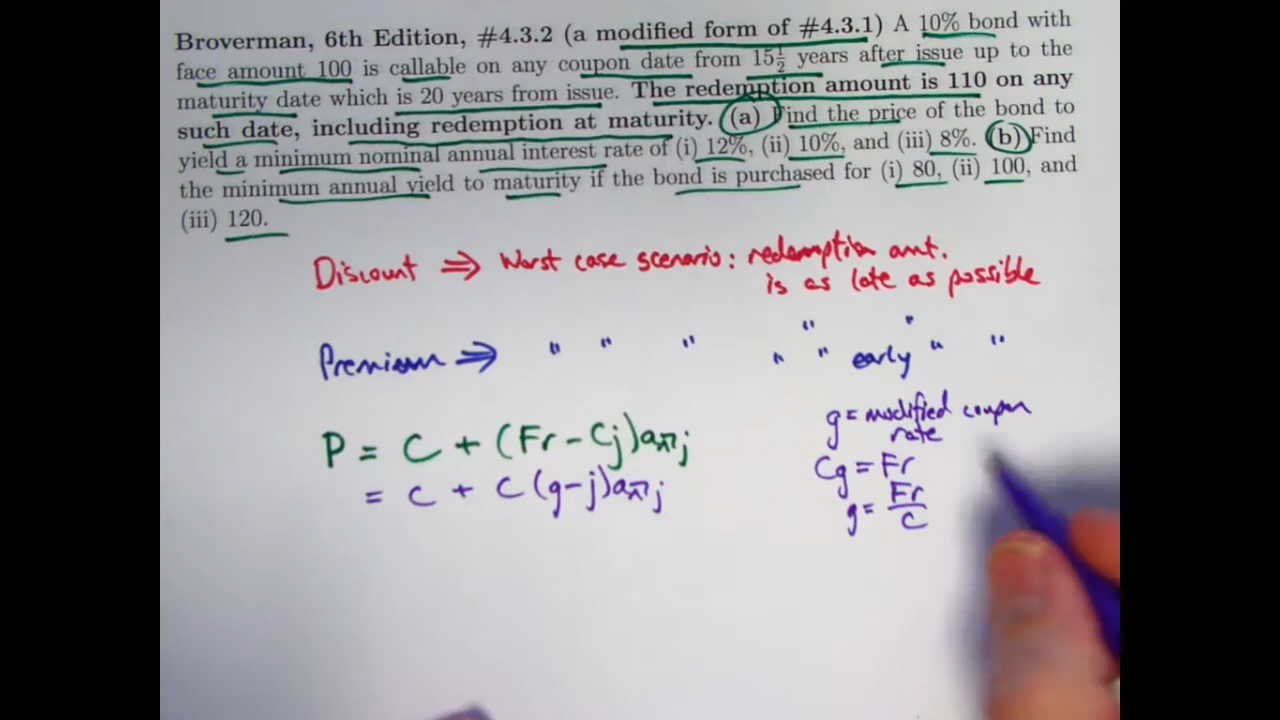 Broverman, 6th Edition, #4.3.2 (a modified form of #4.3.1) A 10% bond with
face amount 100 is callable on any coupon date from 15 1/2 years after issue up to the
maturity date which is 20 years from issue. The redemption amount is 110 on any
such date, including redemption at maturity. (a) Find the price of the bond to
yield a minimum nominal annual interest rate of (i) 12%, (ii) 10%, and (iii) 8%. (b) Find
the minimum annual yield to maturity if the bond is purchased for (i) 80, (ii) 100, and
(iii) 120.
Discount ⇒ Worst case scenario: redemption amt.
is as late as possible
Premium ⇒ " " " " "
" " early " "
g = modified coupon
rate
P = C + (Fr - Cj)a_n̅|j
= C + C(g-j)a_n̅|j
Cg = Fr
g = Fr/C